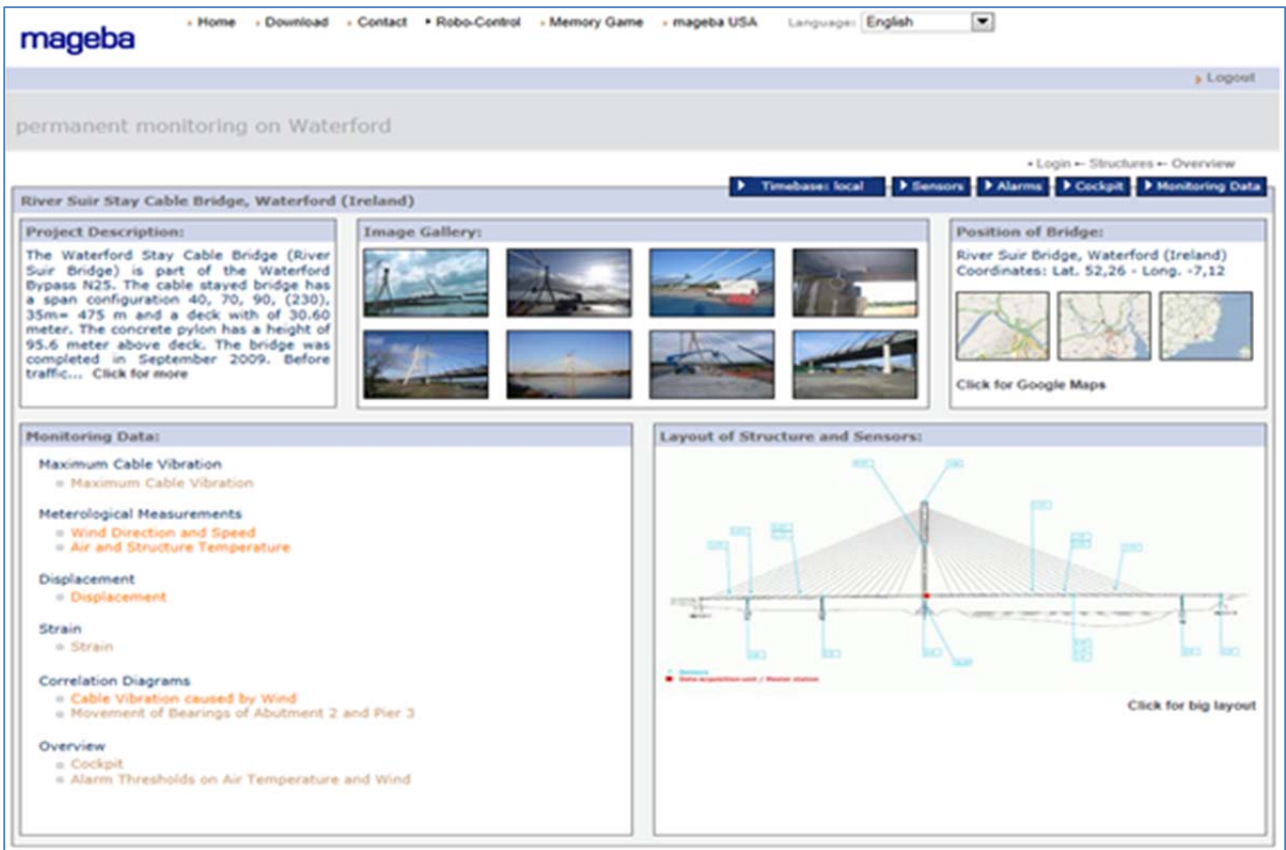 mageba
Home Download Contact Robo-Control Memory Game mageba USA Language: English
Logout
permanent monitoring on Waterford
Login Structures Overview
Timebase: local Sensors Alarms Cockpit Monitoring Data
River Suir Stay Cable Bridge, Waterford (Ireland)
Project Description:
The Waterford Stay Cable Bridge (River
Suir Bridge) is part of the Waterford
Bypass N25. The cable stayed bridge has
a span configuration 40, 70, 90, (230),
35m= 475 m and a deck with of 30.60
meter. The concrete pylon has a height of
95.6 meter above deck. The bridge was
completed in September 2009. Before
traffic... Click for more
Image Gallery:
Position of Bridge:
River Suir Bridge, Waterford (Ireland)
Coordinates: Lat. 52,26 - Long. -7,12
Click for Google Maps
Monitoring Data:
Maximum Cable Vibration
Maximum Cable Vibration
Meterological Measurements
Wind Direction and Speed
Air and Structure Temperature
Displacement
Displacement
Strain
Strain
Correlation Diagrams
Cable Vibration caused by Wind
Movement of Bearings of Abutment 2 and Pier 3
Overview
Cockpit
Alarm Thresholds on Air Temperature and Wind
Layout of Structure and Sensors:
Sensors
Data acquisition unit / Master station
Click for big layout